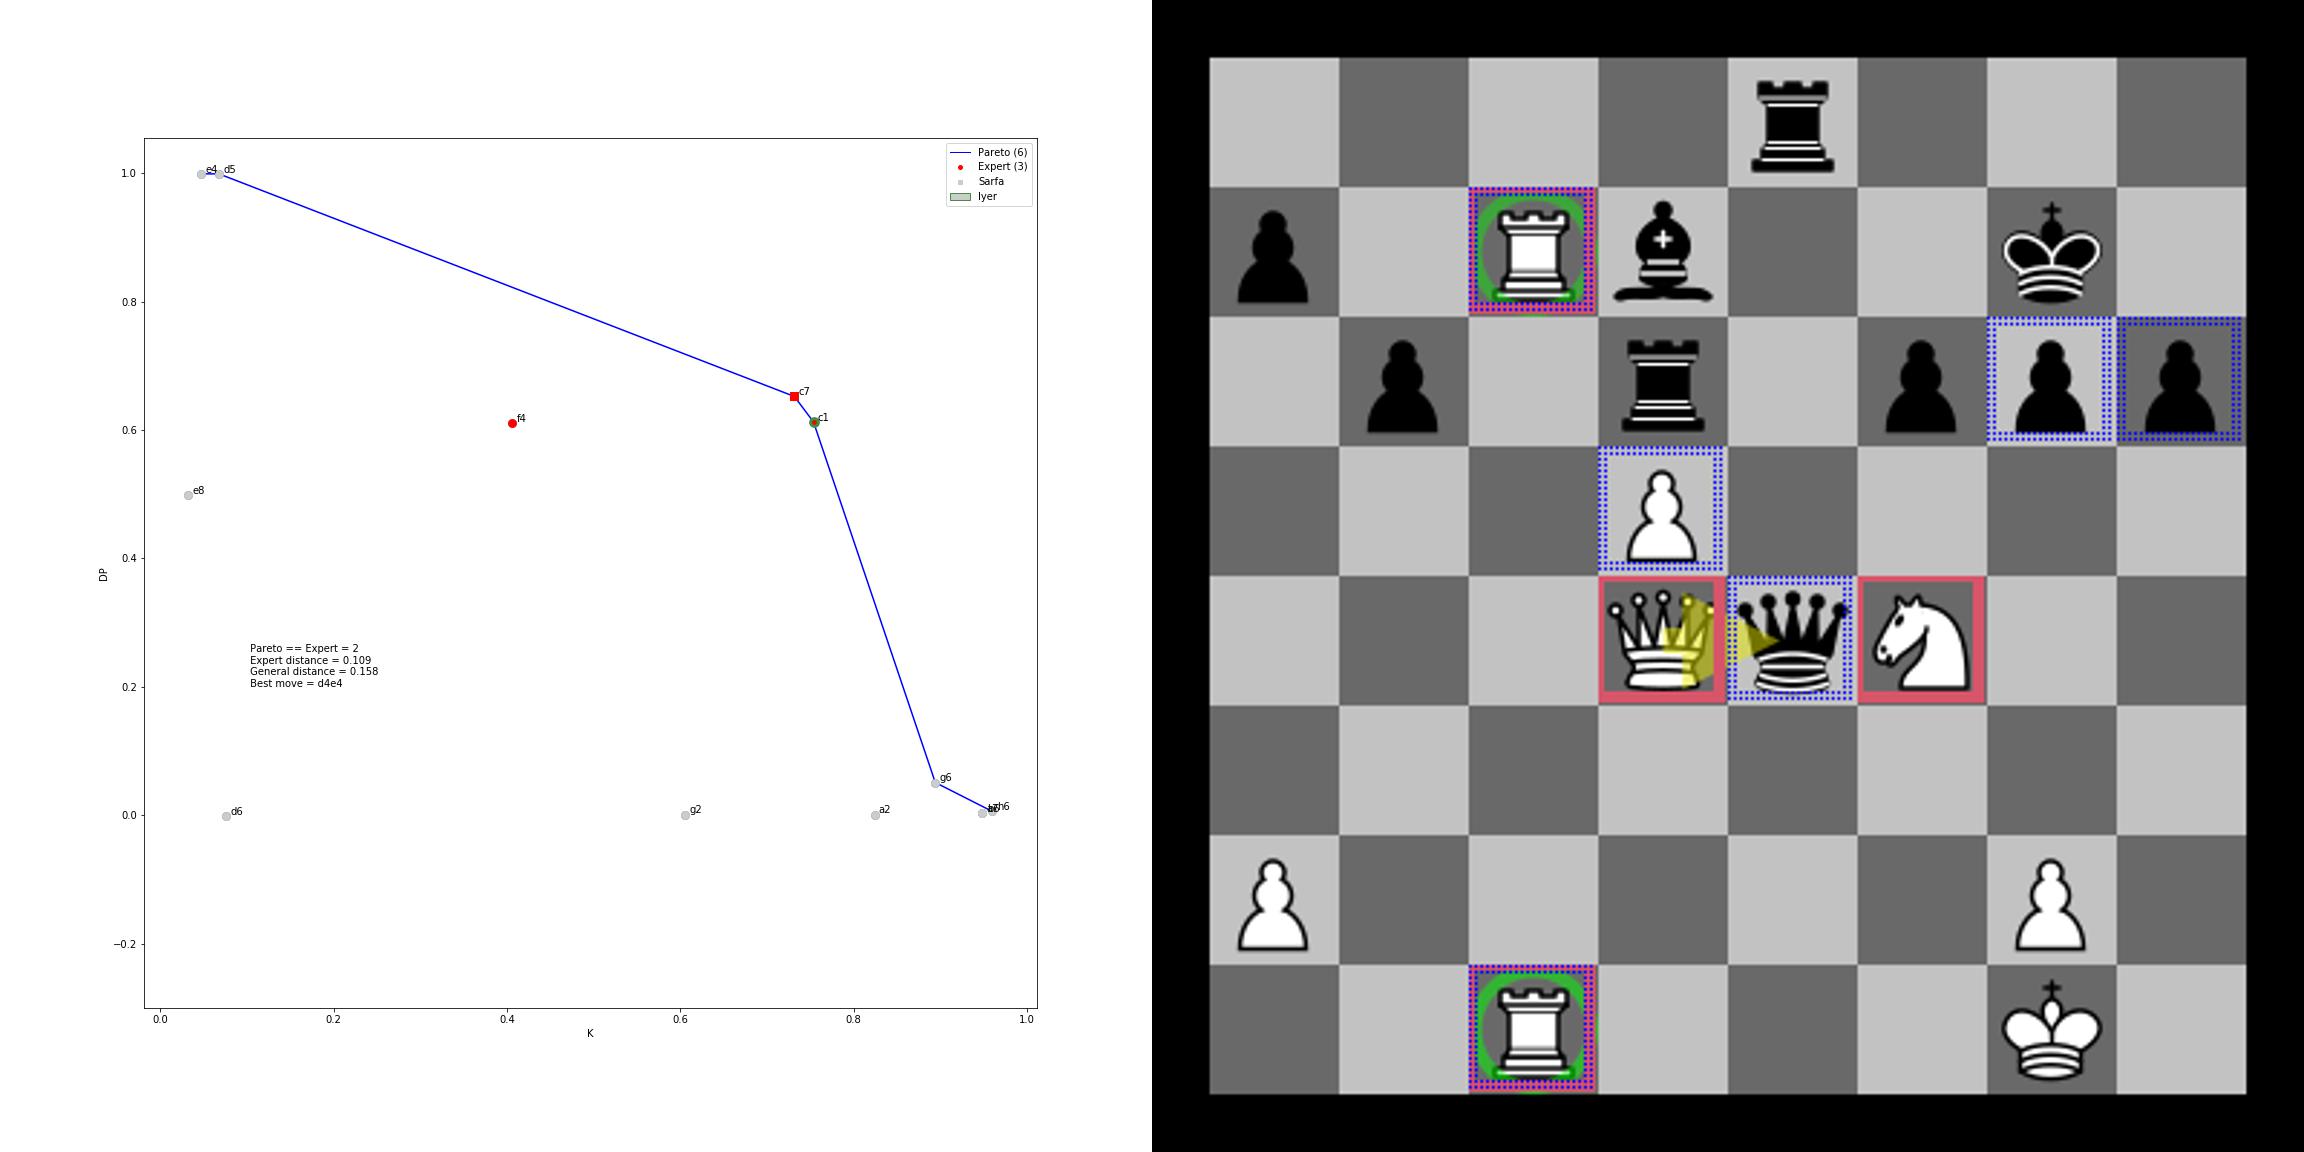 Pareto (6)
Expert (3)
Sarfa
Iyer
1.0
0.8
0.6
0.4
0.2
0.0
−0.2
DP
e4
d5
c7
f4
c1
e8
Pareto == Expert = 2
Expert distance = 0.109
General distance = 0.158
Best move = d4e4
g6
h6
d6
g2
a2
0.0
0.2
0.4
0.6
0.8
1.0
K